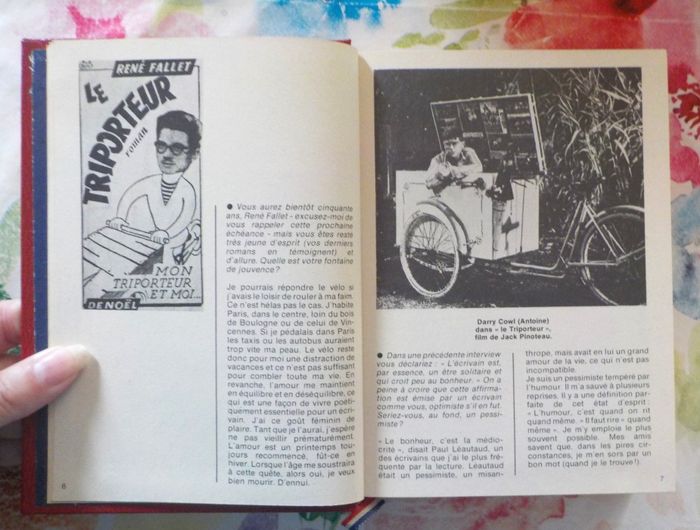 RENÉ FALLET
LE
TRIPORTEUR
roman
MON
TRIPORTEUR
ET MOI...
DENOËL
● Vous aurez bientôt cinquante
ans, René Fallet - excusez-moi de
vous rappeler cette prochaine
échéance - mais vous êtes resté
très jeune d'esprit (vos derniers
romans en témoignent) et
d'allure. Quelle est votre fontaine
de jouvence ?
Je pourrais répondre le vélo si
j'avais le loisir de rouler à ma faim.
Ce n'est hélas pas le cas. J'habite
Paris, dans le centre, loin du bois
de Boulogne ou de celui de Vin-
cennes. Si je pédalais dans Paris
les taxis ou les autobus auraient
trop vite ma peau. Le vélo reste
donc pour moi une distraction de
vacances et ce n'est pas suffisant
pour combler toute ma vie. En
revanche, l'amour me maintient
en équilibre et en déséquilibre, ce
qui est une façon de vivre poéti-
quement essentielle pour un écri-
vain. J'ai ce goût féminin de
plaire. Tant que je l'aurai, j'espère
ne pas vieillir prématurément.
L'amour est un printemps tou-
jours recommencé, fût-ce en
hiver. Lorsque l'âge me soustraira
à cette quête, alors oui, je veux
bien mourir. D'ennui.
6
Darry Cowl (Antoine)
dans « le Triporteur »,
film de Jack Pinoteau.
● Dans une précédente interview
vous déclariez : « L'écrivain est,
par essence, un être solitaire et
qui croit peu au bonheur. » On a
peine à croire que cette affirma-
tion est émise par un écrivain
comme vous, optimiste s'il en fut.
Seriez-vous, au fond, un pessi-
miste ?
« Le bonheur, c'est la médio-
crité », disait Paul Léautaud, un
des écrivains que j'ai le plus fré-
quenté par la lecture. Léautaud
était un pessimiste, un misan-
thrope, mais avait en lui un grand
amour de la vie, ce qui n'est pas
incompatible.
Je suis un pessimiste tempéré par
l'humour. Il m'a sauvé à plusieurs
reprises. Il y a une définition par-
faite de cet état d'esprit :
« L'humour, c'est quand on rit
quand même. » Il faut rire « quand
même ». Je m'y emploie le plus
souvent possible. Mes amis
savent que, dans les pires cir-
constances, je m'en sors par un
bon mot (quand je le trouve !).
7